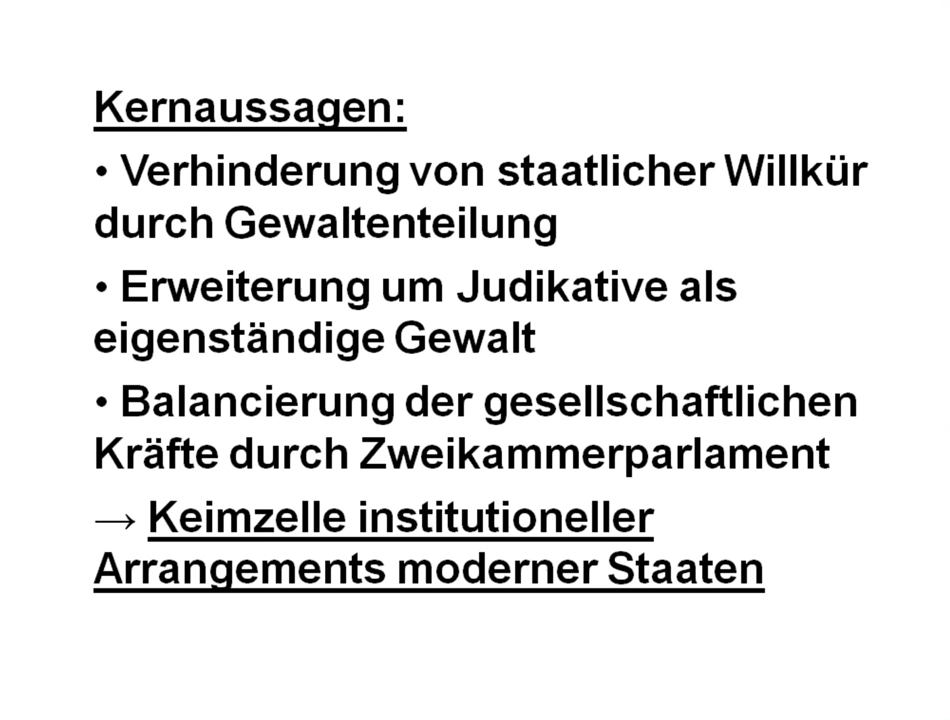 Kernaussagen:
• Verhinderung von staatlicher Willkür
durch Gewaltenteilung
• Erweiterung um Judikative als
eigenständige Gewalt
• Balancierung der gesellschaftlichen
Kräfte durch Zweikammerparlament
→ Keimzelle institutioneller
Arrangements moderner Staaten